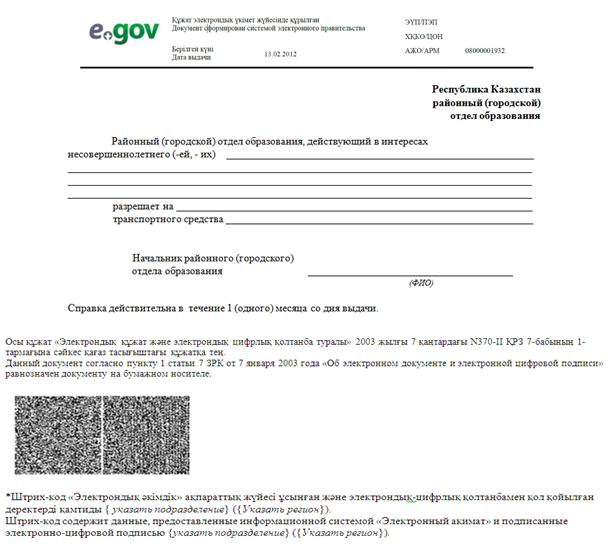 e.gov
Құжат электрондық үкімет жүйесінде құрылған
Документ сформирован системой электронного правительства
ЭҮП/ПЭП
ХҚКО/ЦОН
Берілген күні
Дата выдачи 13.02.2012
АЖО/АРМ 08000001932
Республика Казахстан
районный (городской)
отдел образования
Районный (городской) отдел образования, действующий в интересах
несовершеннолетнего (-ей, - их)
разрешает на
транспортного средства
Начальник районного (городского)
отдела образования
(ФИО)
Справка действительна в течение 1 (одного) месяца со дня выдачи.
Осы құжат «Электрондық құжат және электрондық цифрлық қолтанба туралы» 2003 жылғы 7 қаңтардағы N370-II ҚРЗ 7-бабының 1-
тармағына сәйкес қағаз тасығыштағы құжатқа тең.
Данный документ согласно пункту 1 статьи 7 ЗРК от 7 января 2003 года «Об электронном документе и электронной цифровой подписи»
равнозначен документу на бумажном носителе.
*Штрих-код «Электрондық әкімдік» ақпараттық жүйесі ұсынған және электрондық-цифрлық қолтанбамен қол қойылған
деректерді қамтиды { указать подразделение} ({Указать регион}).
Штрих-код содержит данные, предоставленные информационной системой «Электронный акимат» и подписанные
электронно-цифровой подписью {указать подразделение} ({Указать регион}).